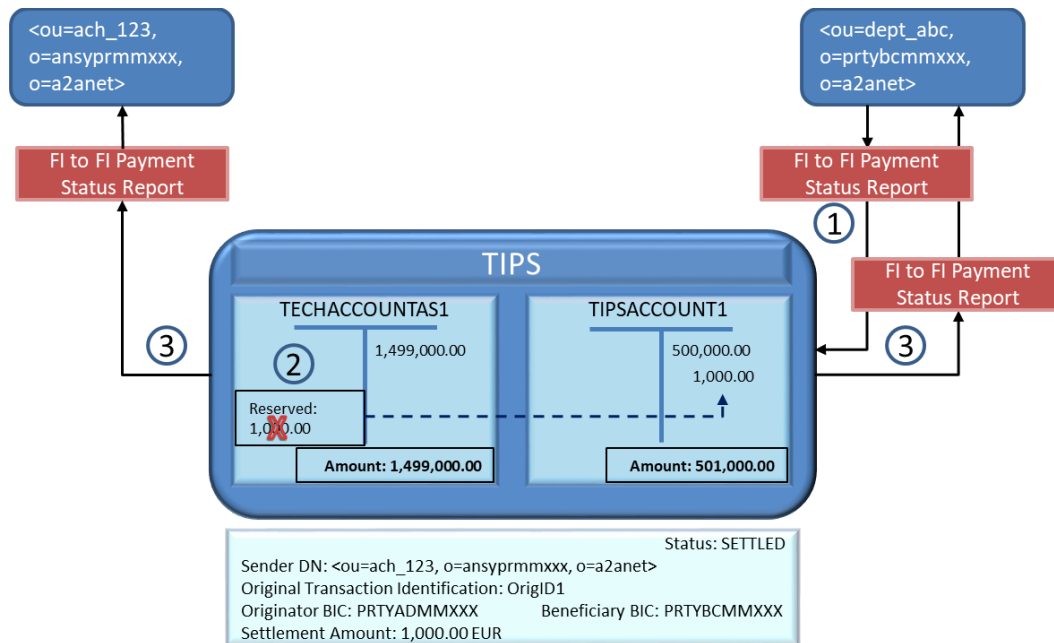 <ou=ach_123,
o=ansyprmmxxx,
o=a2anet>
<ou=dept_abc,
o=prtybcmmxxx,
o=a2anet>
FI to FI Payment
Status Report
FI to FI Payment
Status Report
1
FI to FI Payment
Status Report
TIPS
3
3
TECHACCOUNTAS1
1,499,000.00
2
Reserved:
1,000.00
Amount: 1,499,000.00
TIPSACCOUNT1
500,000.00
1,000.00
Amount: 501,000.00
Status: SETTLED
Sender DN: <ou=ach_123, o=ansyprmmxxx, o=a2anet>
Original Transaction Identification: OrigID1
Originator BIC: PRTYADMMXXX Beneficiary BIC: PRTYBCMMXXX
Settlement Amount: 1,000.00 EUR